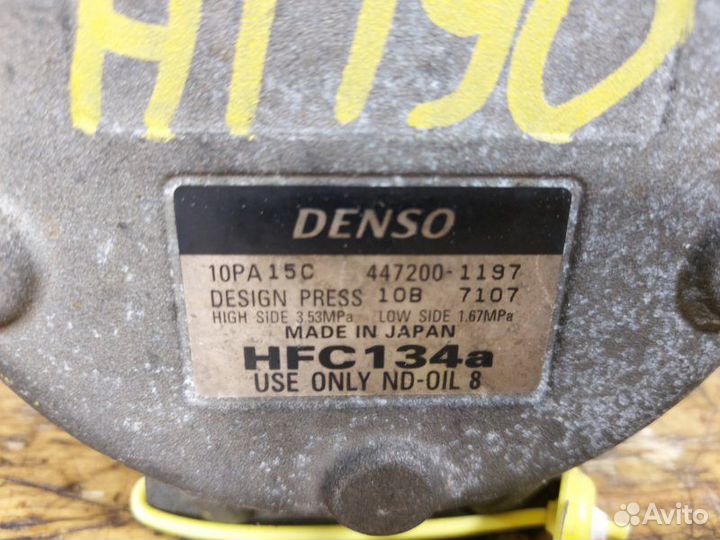 AT190
DENSO
10PA15C 447200-1197
DESIGN PRESS 10B 7107
HIGH SIDE 3.53MPa LOW SIDE 1.67MPa
MADE IN JAPAN
HFC134a
USE ONLY ND-OIL 8
Avito